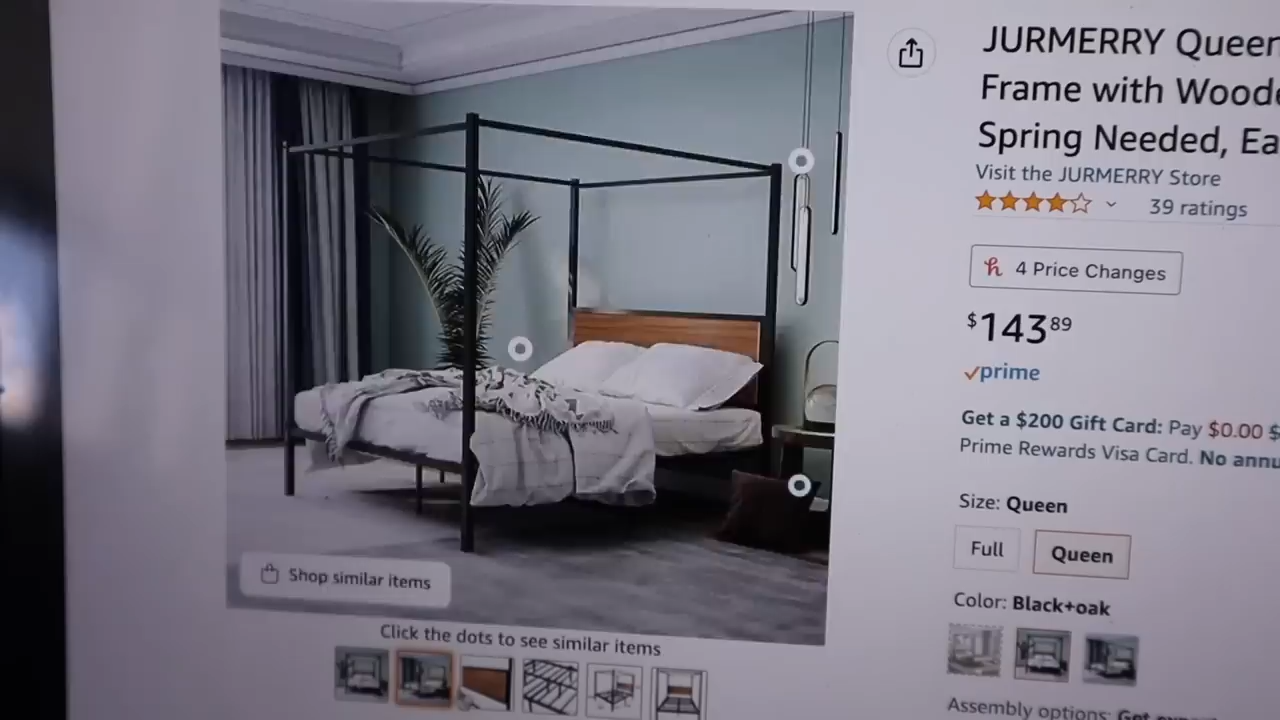 JURMERRY Queen
Frame with Woode
Spring Needed, Ea
Visit the JURMERRY Store
39 ratings
4 Price Changes
$143 89
prime
Get a $200 Gift Card: Pay $0.00 $
Prime Rewards Visa Card. No annu
Size: Queen
Full
Queen
Color: Black+oak
Assembly options: Get
Shop similar items
Click the dots to see similar items